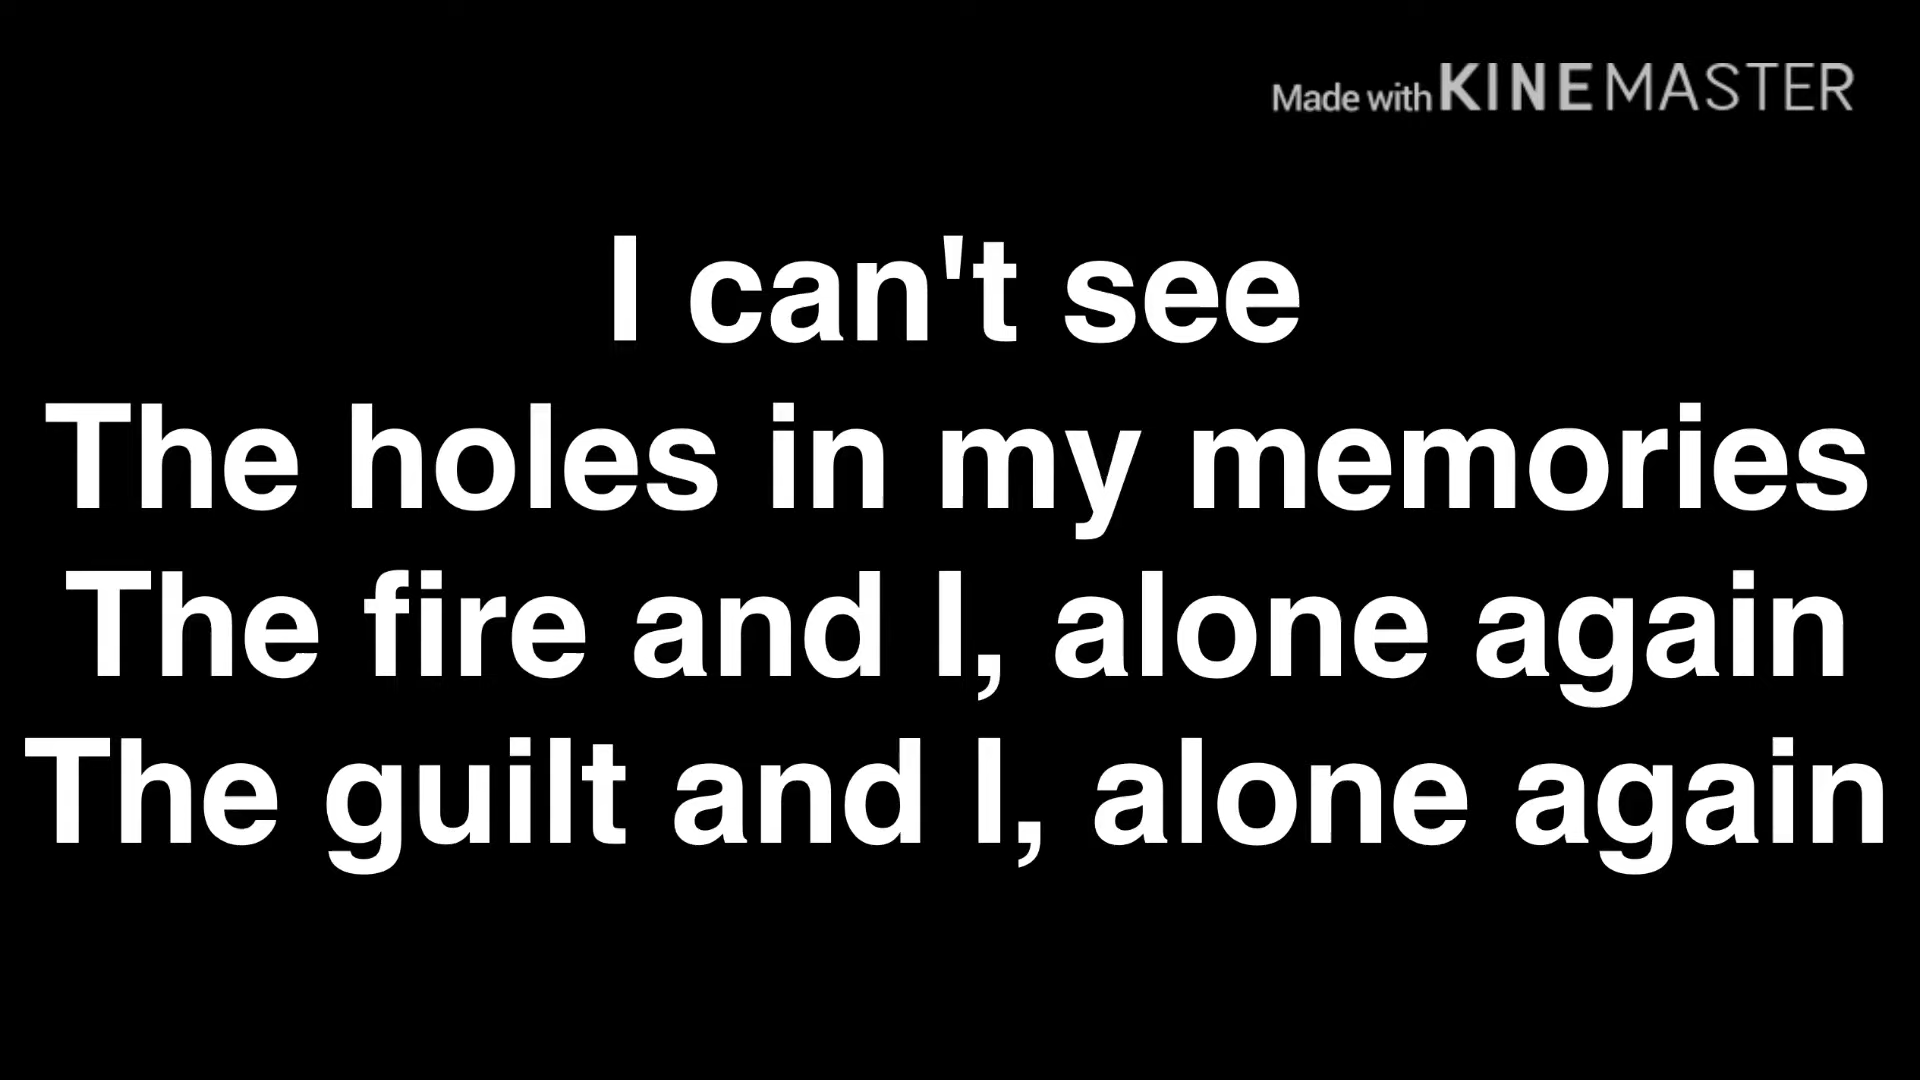 Made with KINEMASTER
I can't see
The holes in my memories
The fire and I, alone again
The guilt and I, alone again